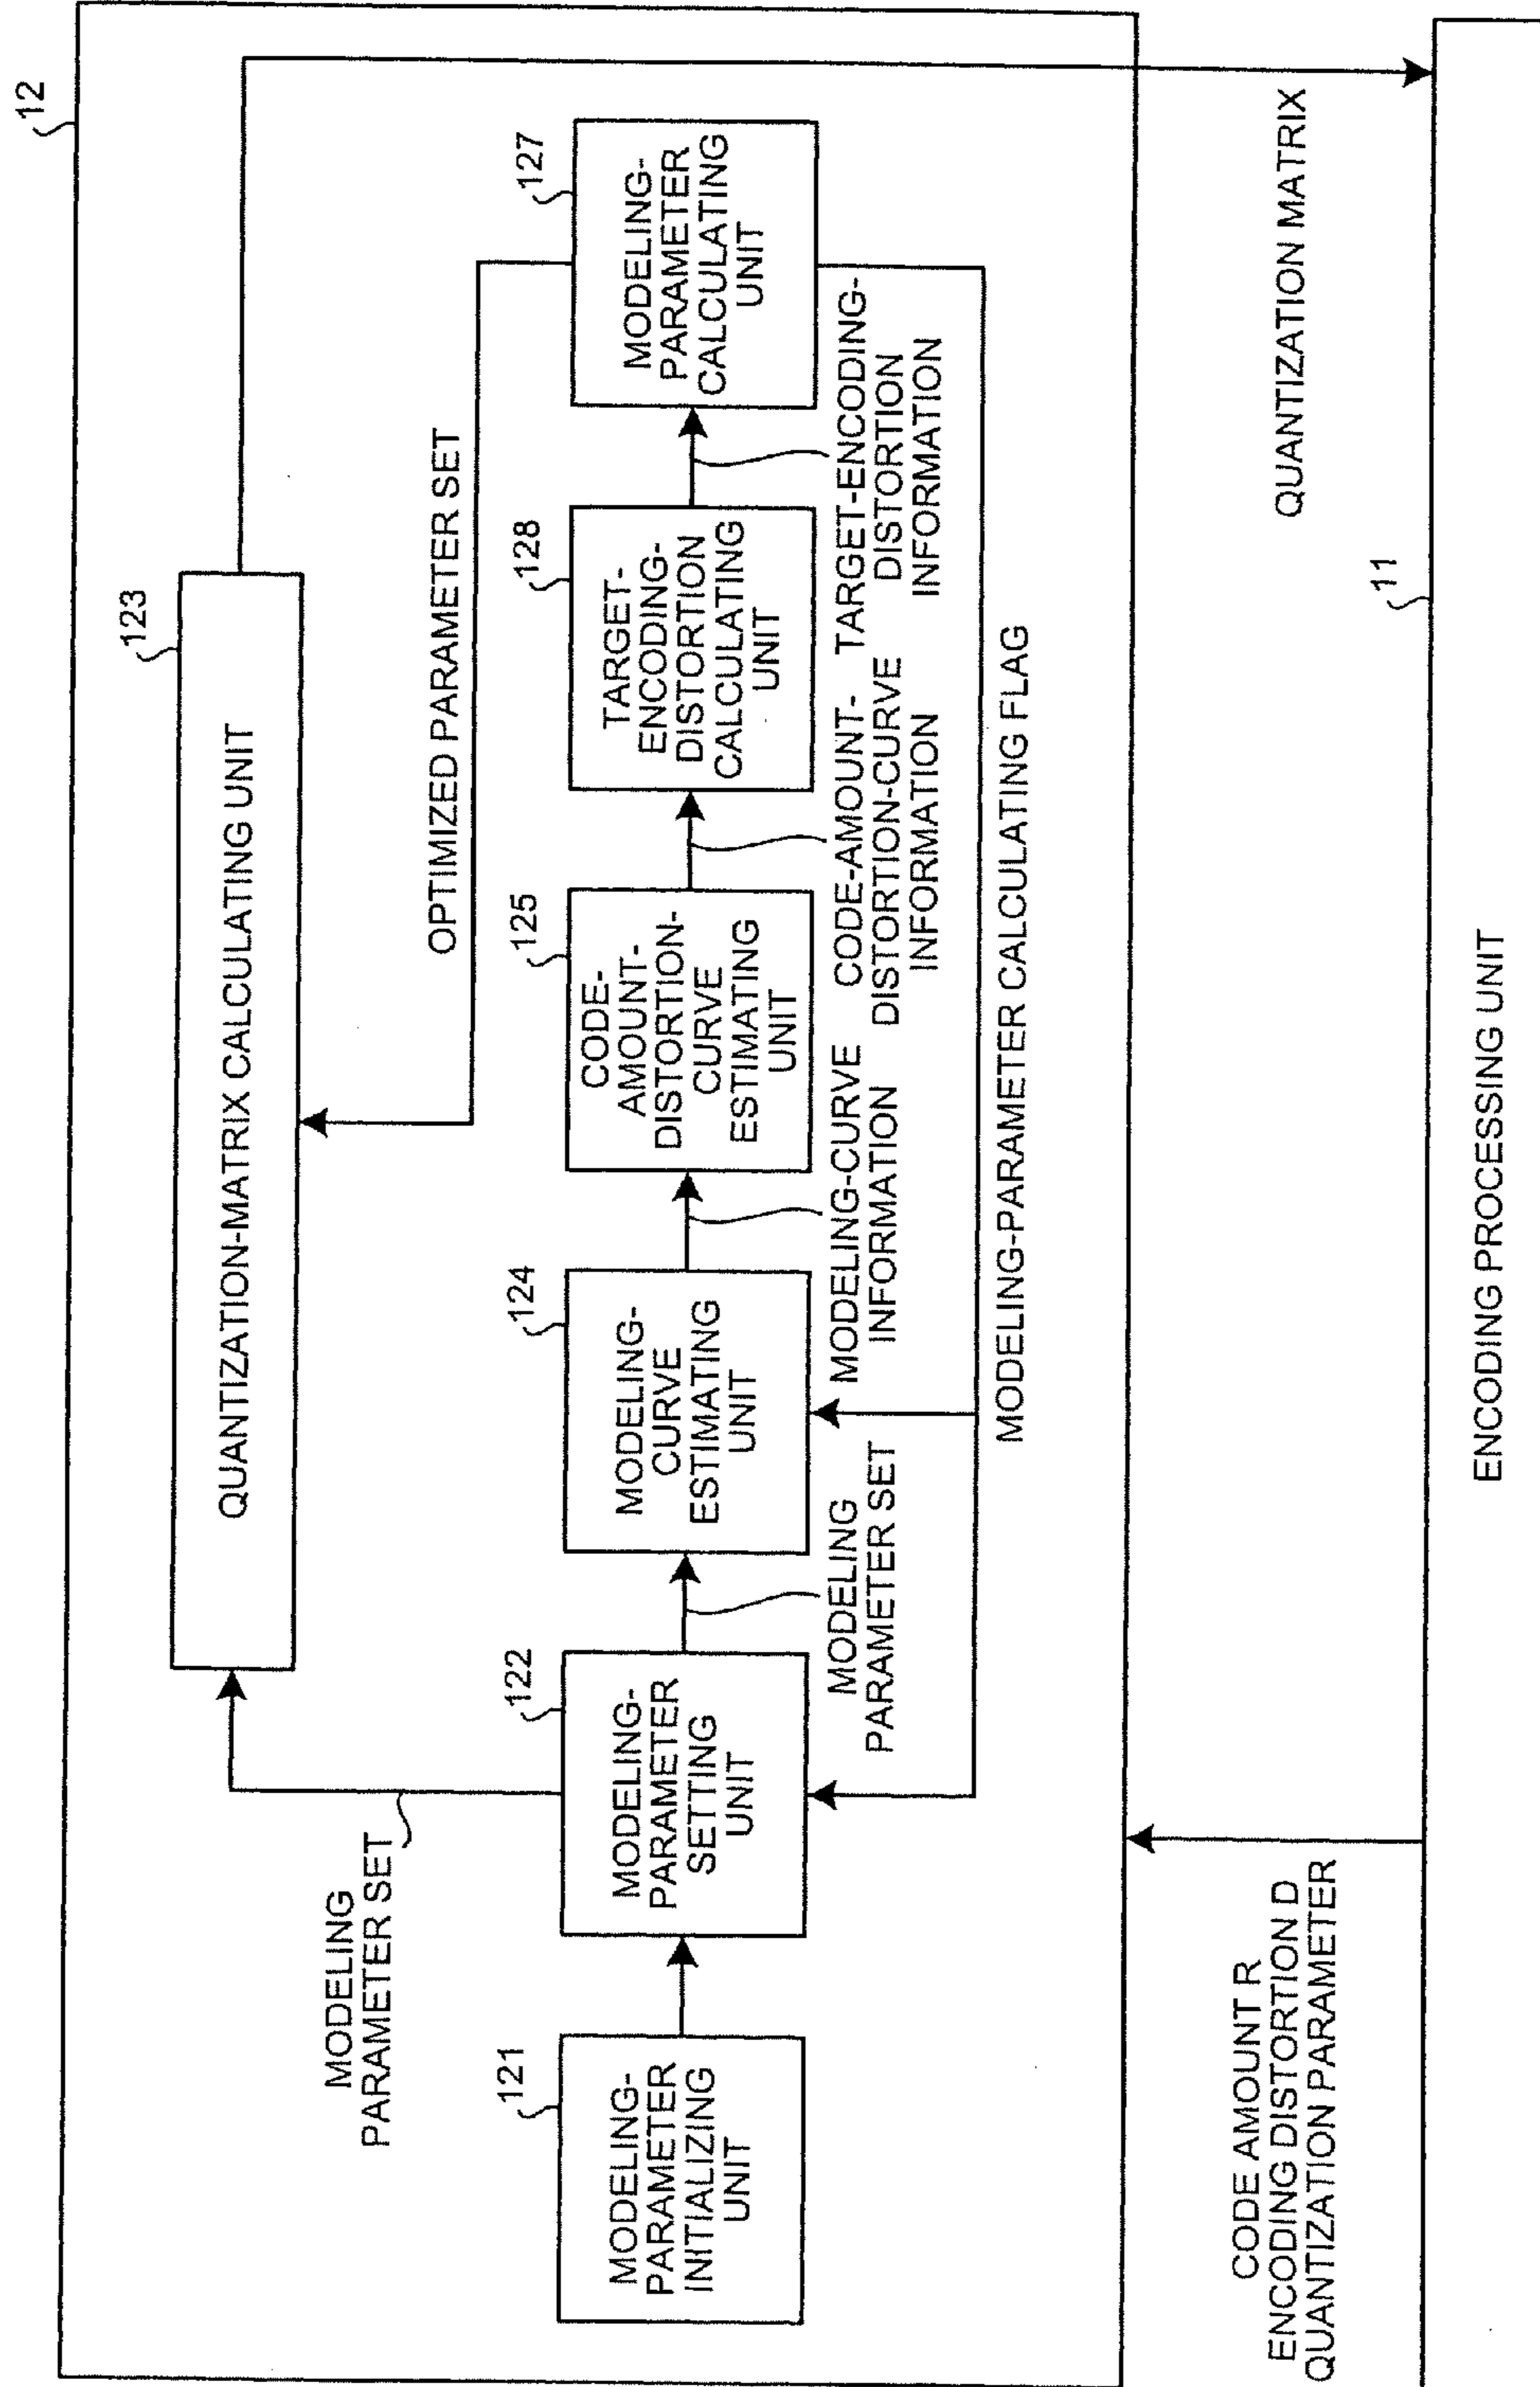 12
123
QUANTIZATION-MATRIX CALCULATING UNIT
MODELING
PARAMETER SET
OPTIMIZED PARAMETER SET
121
MODELING-
PARAMETER
INITIALIZING
UNIT
122
MODELING-
PARAMETER
SETTING
UNIT
MODELING
PARAMETER SET
124
MODELING-
CURVE
ESTIMATING
UNIT
MODELING-CURVE
INFORMATION
125
CODE-
AMOUNT-
DISTORTION-
CURVE
ESTIMATING
UNIT
CODE-AMOUNT-
DISTORTION-CURVE
INFORMATION
128
TARGET-
ENCODING-
DISTORTION
CALCULATING
UNIT
TARGET-ENCODING-
DISTORTION
INFORMATION
127
MODELING-
PARAMETER
CALCULATING
UNIT
MODELING-PARAMETER CALCULATING FLAG
CODE AMOUNT R
ENCODING DISTORTION D
QUANTIZATION PARAMETER
QUANTIZATION MATRIX
11
ENCODING PROCESSING UNIT